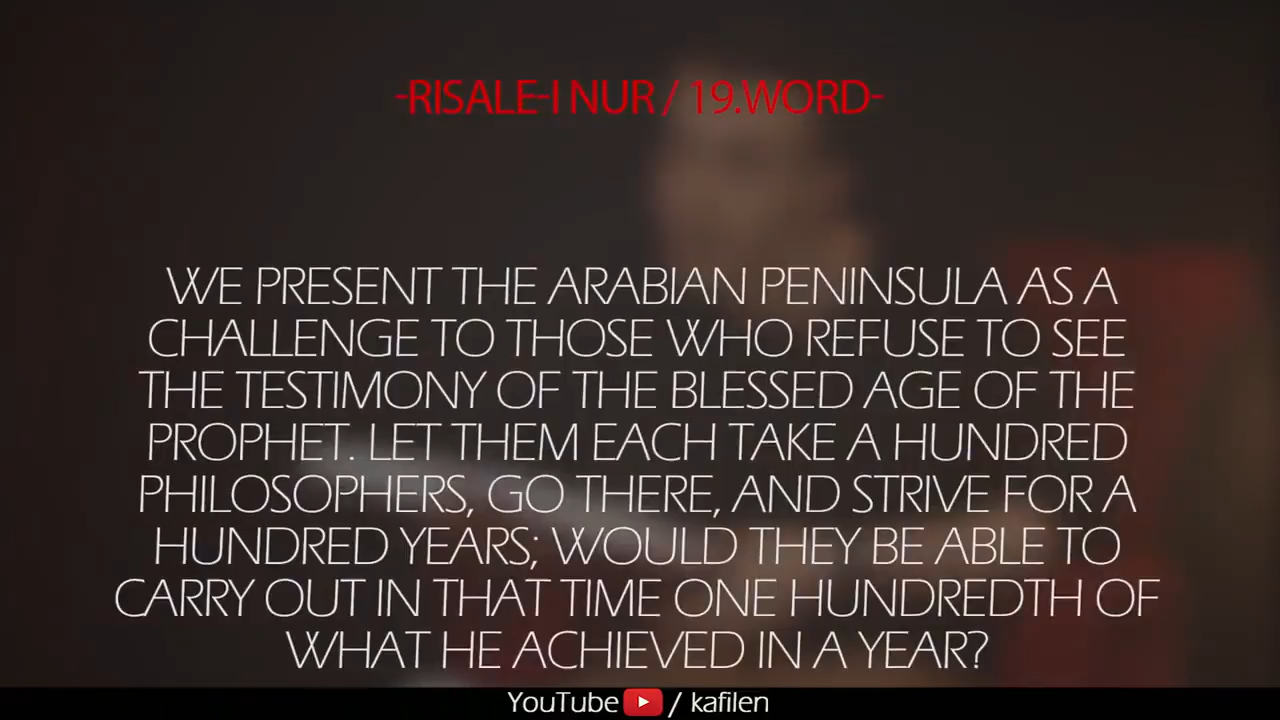 -RISALE-I NUR / 19.WORD-
WE PRESENT THE ARABIAN PENINSULA AS A
CHALLENGE TO THOSE WHO REFUSE TO SEE
THE TESTIMONY OF THE BLESSED AGE OF THE
PROPHET. LET THEM EACH TAKE A HUNDRED
PHILOSOPHERS, GO THERE, AND STRIVE FOR A
HUNDRED YEARS; WOULD THEY BE ABLE TO
CARRY OUT IN THAT TIME ONE HUNDREDTH OF
WHAT HE ACHIEVED IN A YEAR?
YouTube / kafilen